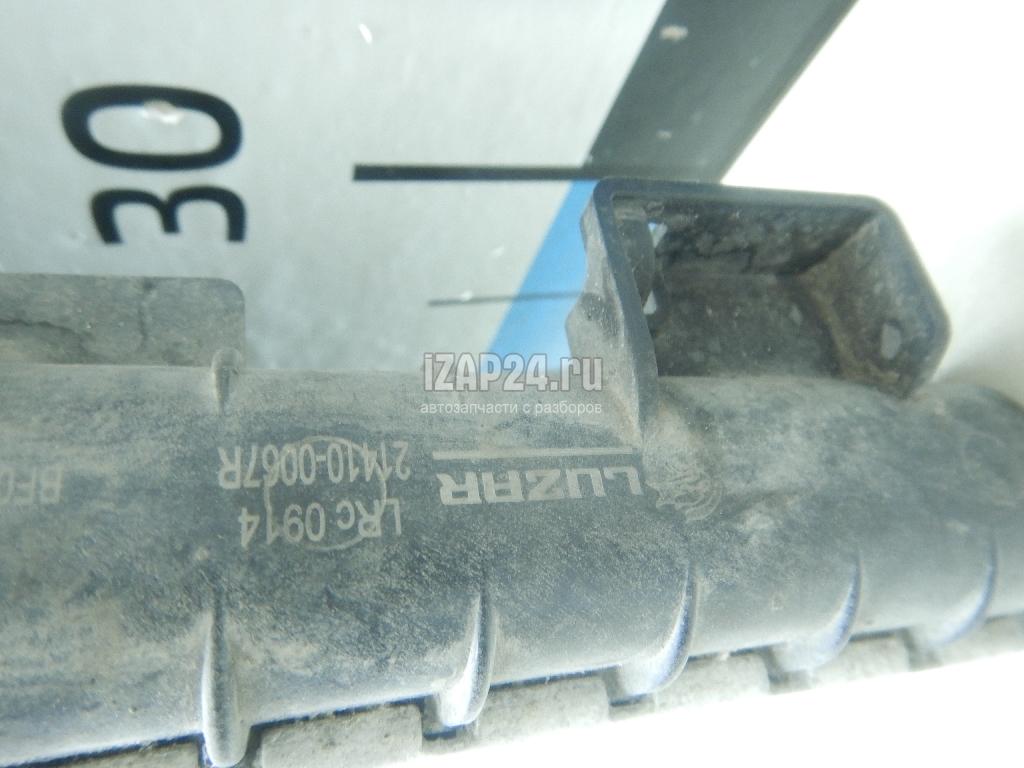 30
iZAP24.ru
автозапчасти с разборов
LUZAR
LRc 0914
21410-0067R